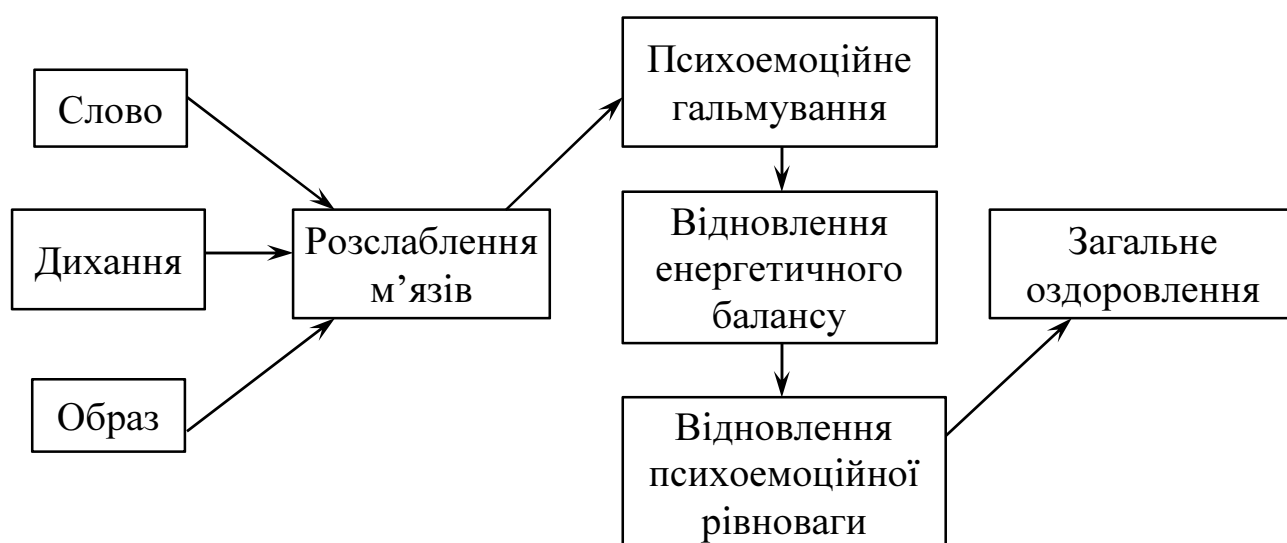 Слово
Дихання
Образ
Розслаблення
м’язів
Психоемоційне
гальмування
Відновлення
енергетичного
балансу
Відновлення
психоемоційної
рівноваги
Загальне
оздоровлення